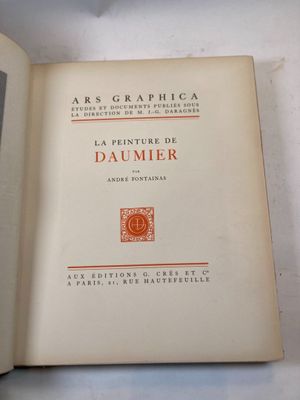 ARS GRAPHICA
ÉTUDES ET DOCUMENTS PUBLIÉS SOUS
LA DIRECTION DE M. J.-G. DARAGNÈS
LA PEINTURE DE
DAUMIER
PAR
ANDRÉ FONTAINAS
AUX ÉDITIONS G. CRÈS ET Cie
A PARIS, 21, RUE HAUTEFEUILLE